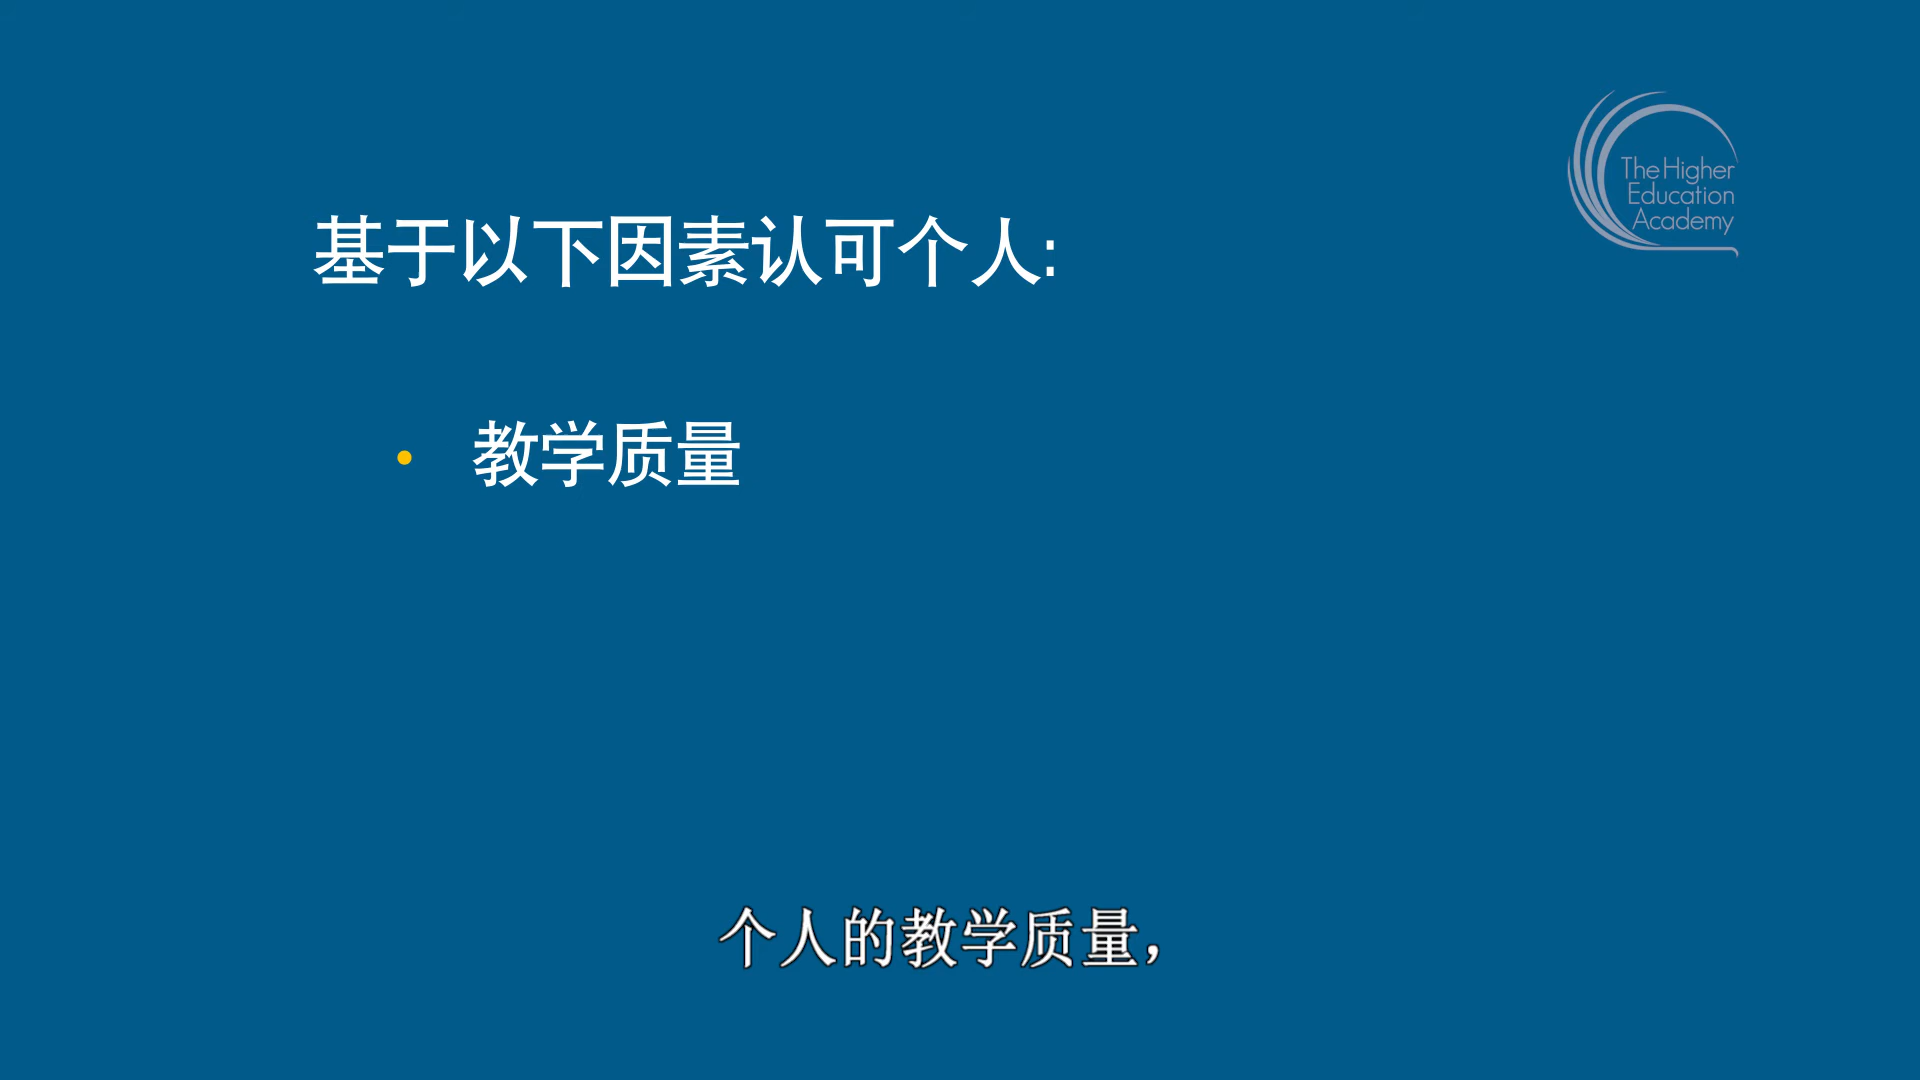 The Higher
Education
Academy
基于以下因素认可个人:
• 教学质量
个人的教学质量，